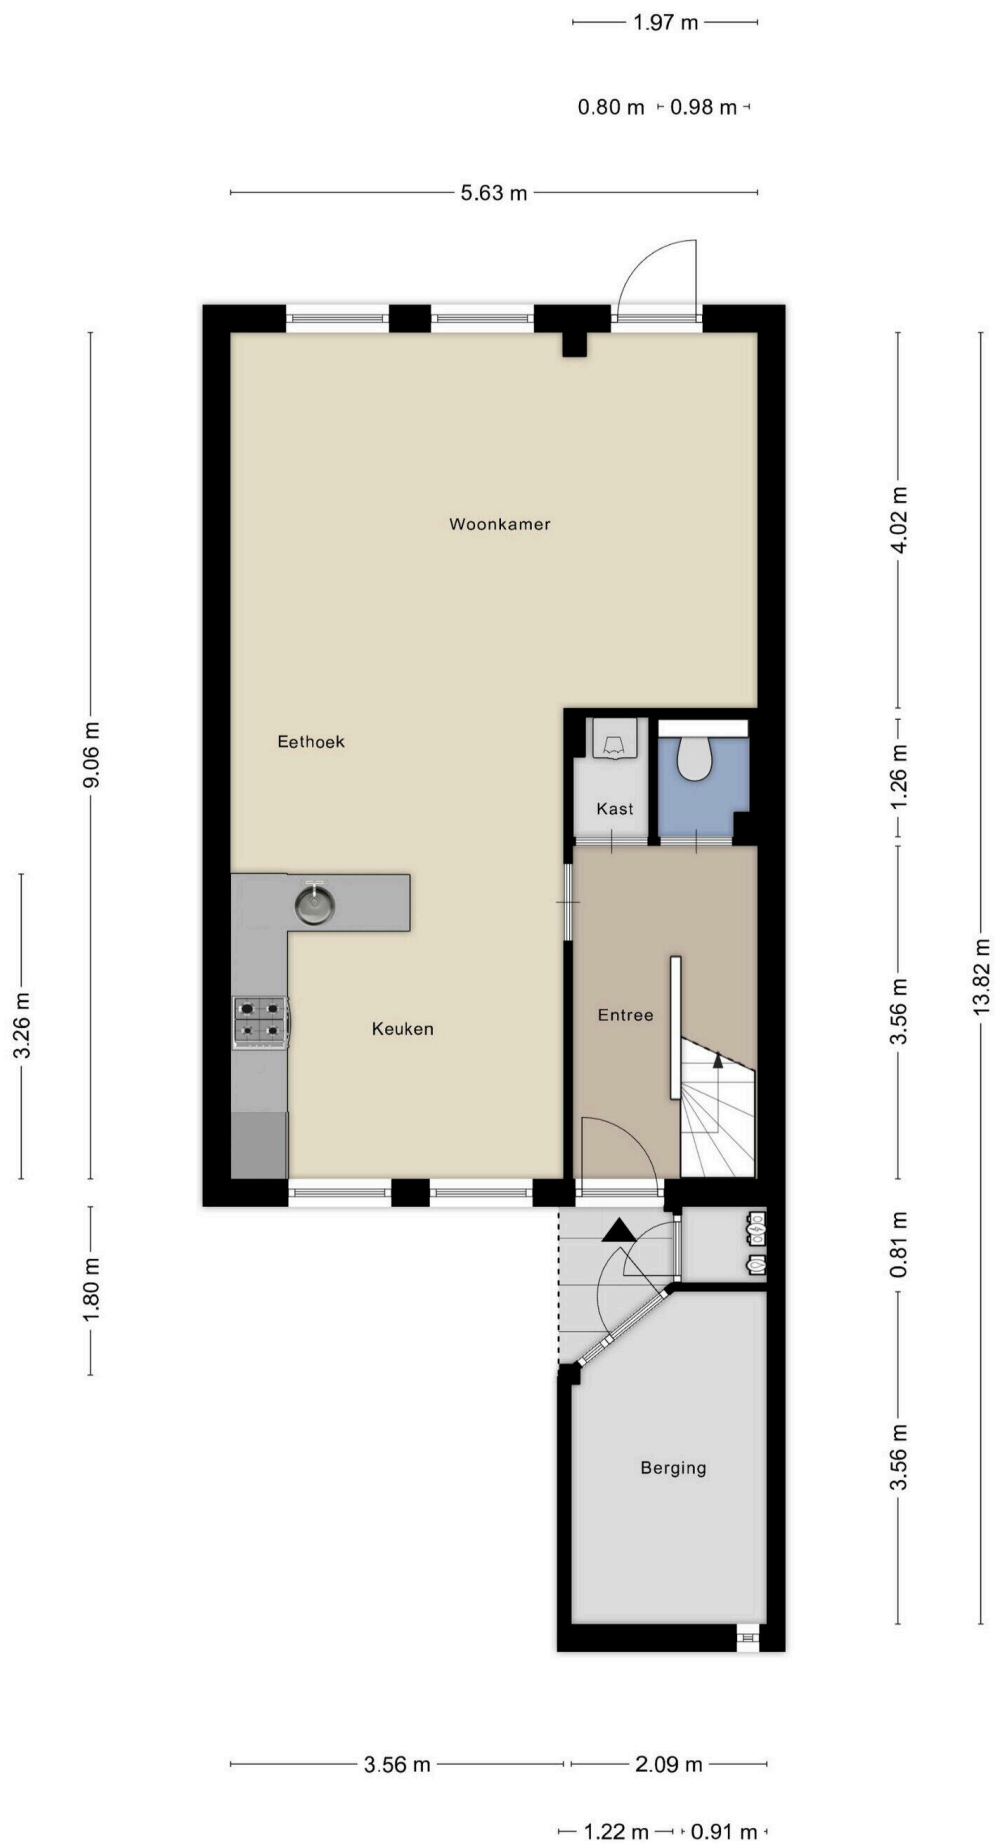 1.97 m
0.80 m
0.98 m
5.63 m
Woonkamer
4.02 m
Eethoek
9.06 m
1.26 m
Kast
13.82 m
3.26 m
Entree
3.56 m
Keuken
0.81 m
1.80 m
3.56 m
Berging
3.56 m
2.09 m
1.22 m
0.91 m